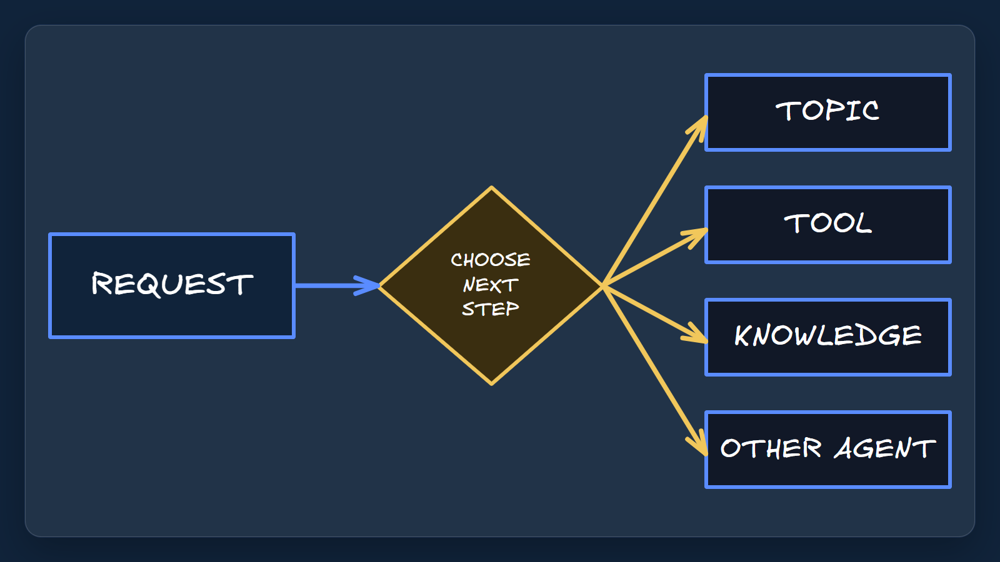 REQUEST
CHOOSE
NEXT
STEP
TOPIC
TOOL
KNOWLEDGE
OTHER AGENT